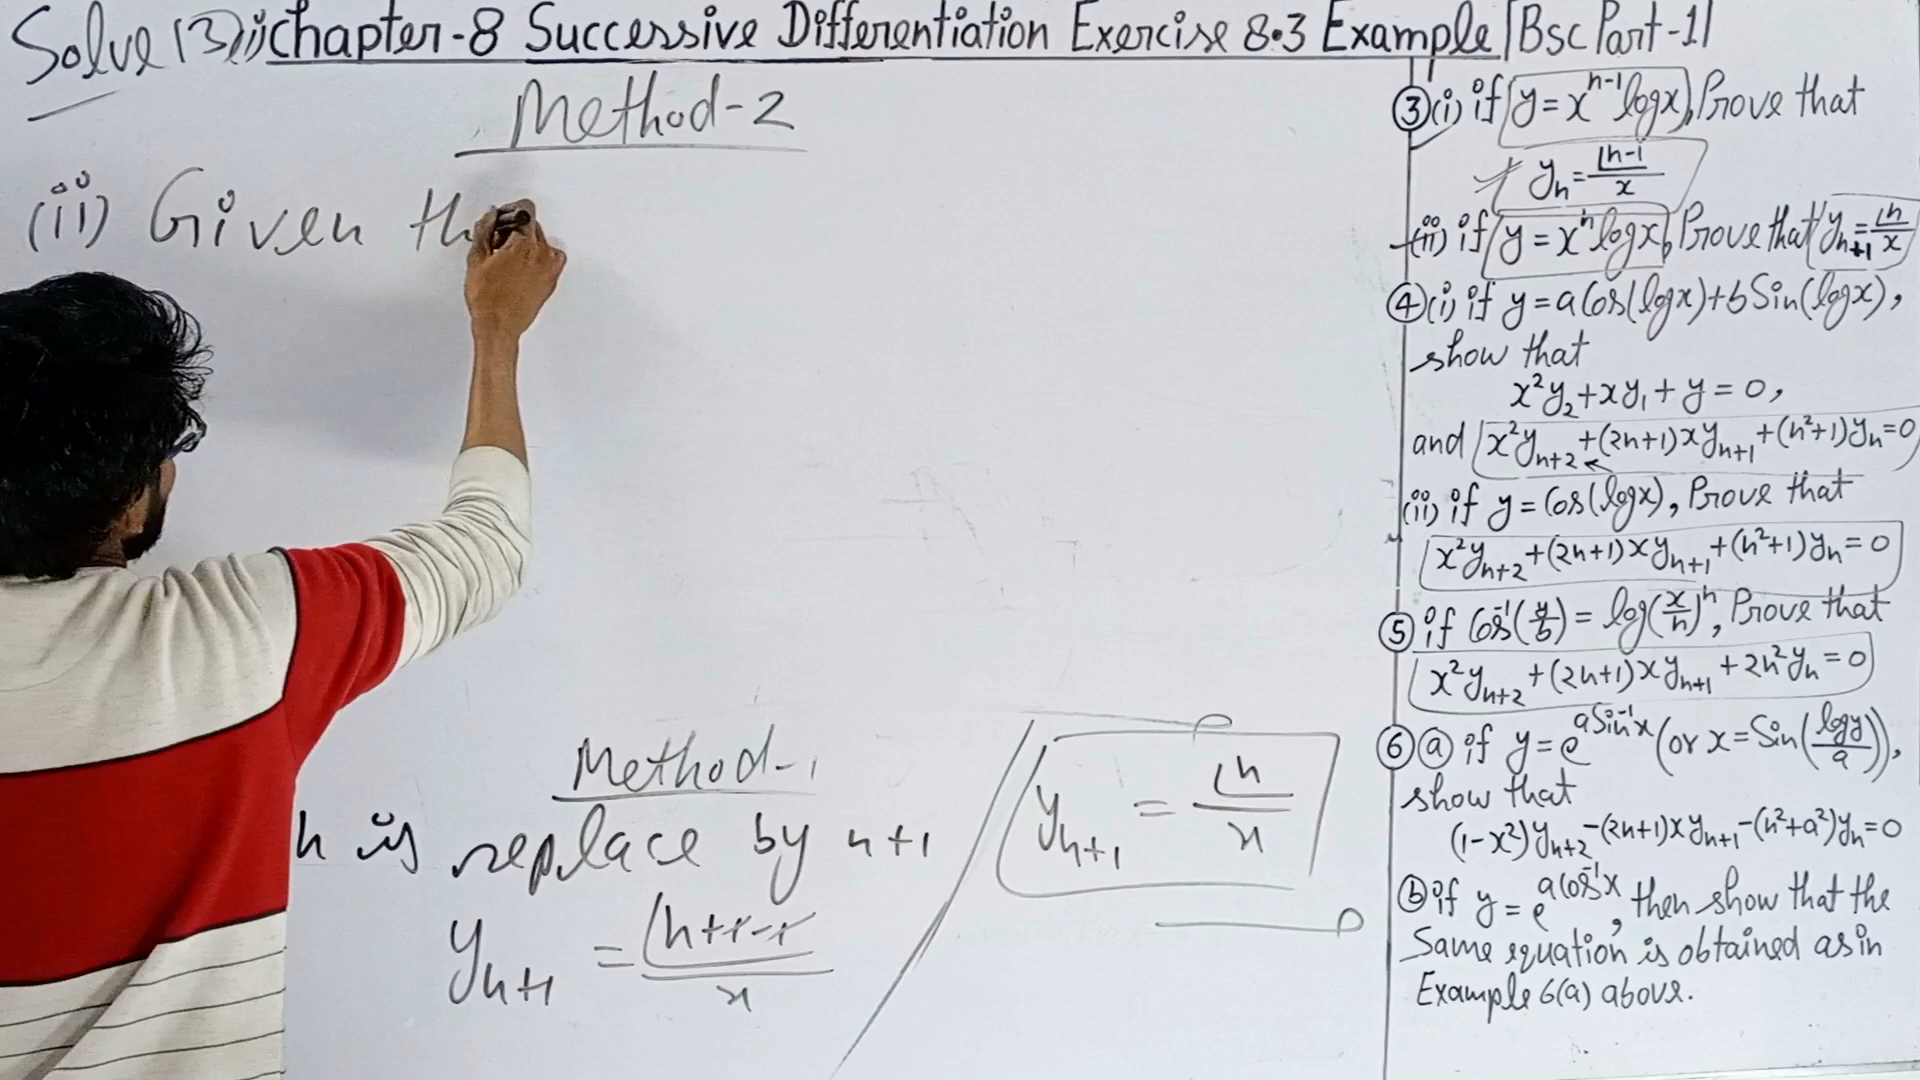 Solve (3)ii) Chapter-8 Successive Differentiation Exercise 8.3 Example | Bsc Part-1 |
Method-2
(ii) Given th
Method-1
n is replace by n+1
yₙ₊₁ = |n+1-1 / x
yₙ₊₁ = |n / x
③(i) if y = xⁿ⁻¹ log x, Prove that
yₙ = |n-1 / x
(ii) if y = xⁿ log x, Prove that yₙ₊₁ = |n / x
④(i) if y = a Cos(log x) + b Sin(log x),
show that
x²y₂ + xy₁ + y = 0,
and x²yₙ₊₂ + (2n+1)xyₙ₊₁ + (n²+1)yₙ = 0
(ii) if y = Cos(log x), Prove that
x²yₙ₊₂ + (2n+1)xyₙ₊₁ + (n²+1)yₙ = 0
⑤ if Cos⁻¹(y/b) = log(x/n)ⁿ, Prove that
x²yₙ₊₂ + (2n+1)xyₙ₊₁ + 2n²yₙ = 0
⑥ⓐ if y = e^(a Sin⁻¹x) (or x = Sin(log y / a)),
show that
(1-x²)yₙ₊₂ - (2n+1)xyₙ₊₁ - (n²+a²)yₙ = 0
ⓑ if y = e^(a Cos⁻¹x), then show that the
Same equation is obtained as in
Example 6(a) above.